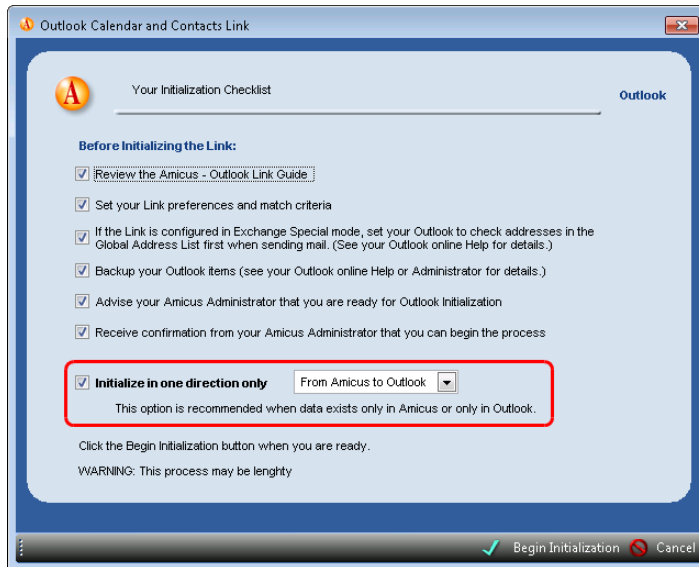 Outlook Calendar and Contacts Link
A
Your Initialization Checklist
Outlook
Before Initializing the Link:
Review the Amicus - Outlook Link Guide
Set your Link preferences and match criteria
If the Link is configured in Exchange Special mode, set your Outlook to check addresses in the
Global Address List first when sending mail. (See your Outlook online Help for details.)
Backup your Outlook items (see your Outlook online Help or Administrator for details.)
Advise your Amicus Administrator that you are ready for Outlook Initialization
Receive confirmation from your Amicus Administrator that you can begin the process
Initialize in one direction only From Amicus to Outlook
This option is recommended when data exists only in Amicus or only in Outlook.
Click the Begin Initialization button when you are ready.
WARNING: This process may be lenghty
Begin Initialization Cancel